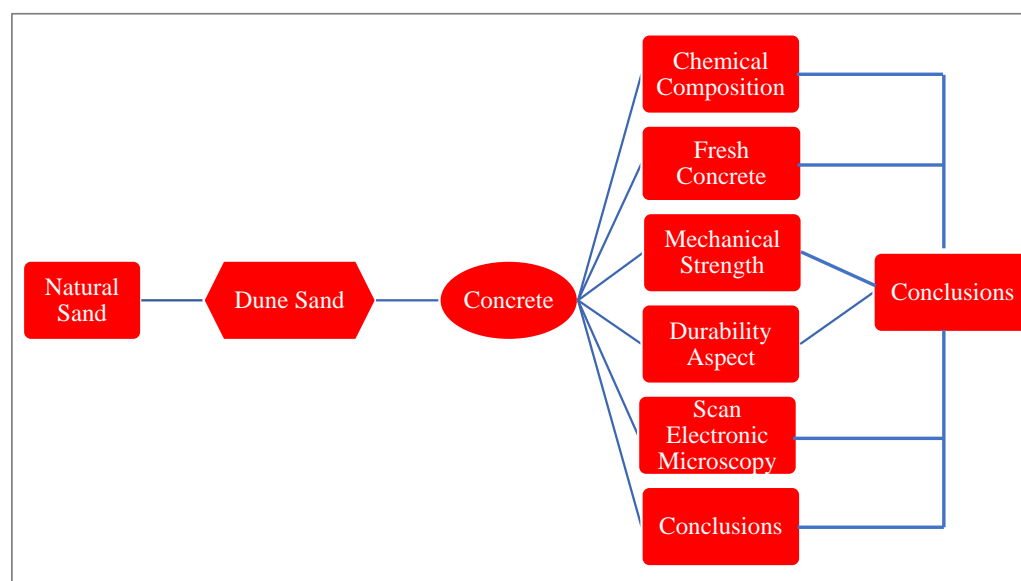 Natural
Sand
Dune Sand
Concrete
Chemical
Composition
Fresh
Concrete
Mechanical
Strength
Durability
Aspect
Scan
Electronic
Microscopy
Conclusions
Conclusions